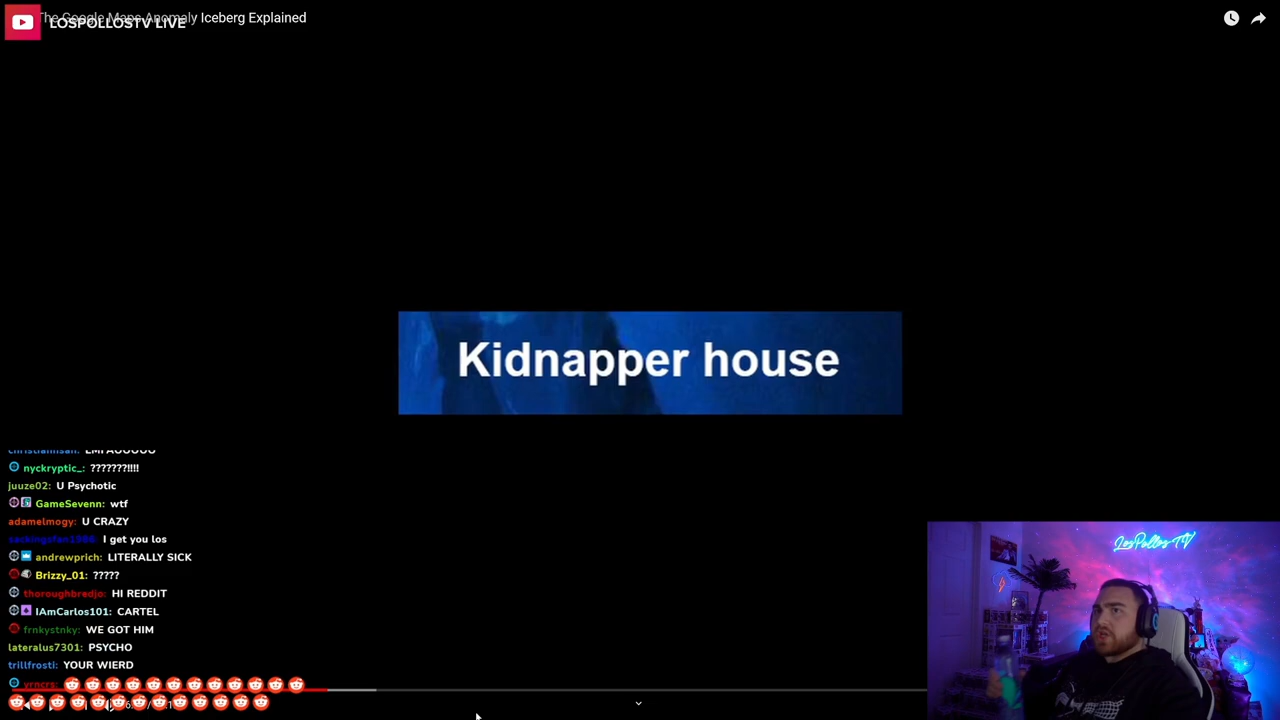 The Google Maps Anomaly Iceberg Explained
LOSPOLLOSTV LIVE
Kidnapper house
nyckryptic_: ???????!!!!
juuze02: U Psychotic
GameSevenn: wtf
adamelmogy: U CRAZY
I get you los
andrewprich: LITERALLY SICK
Brizzy_01: ?????
thoroughbredjo: HI REDDIT
IAmCarlos101: CARTEL
frnkystnky: WE GOT HIM
lateralus7301: PSYCHO
trillfrosti: YOUR WIERD
yrncrs:
LosPollosTV